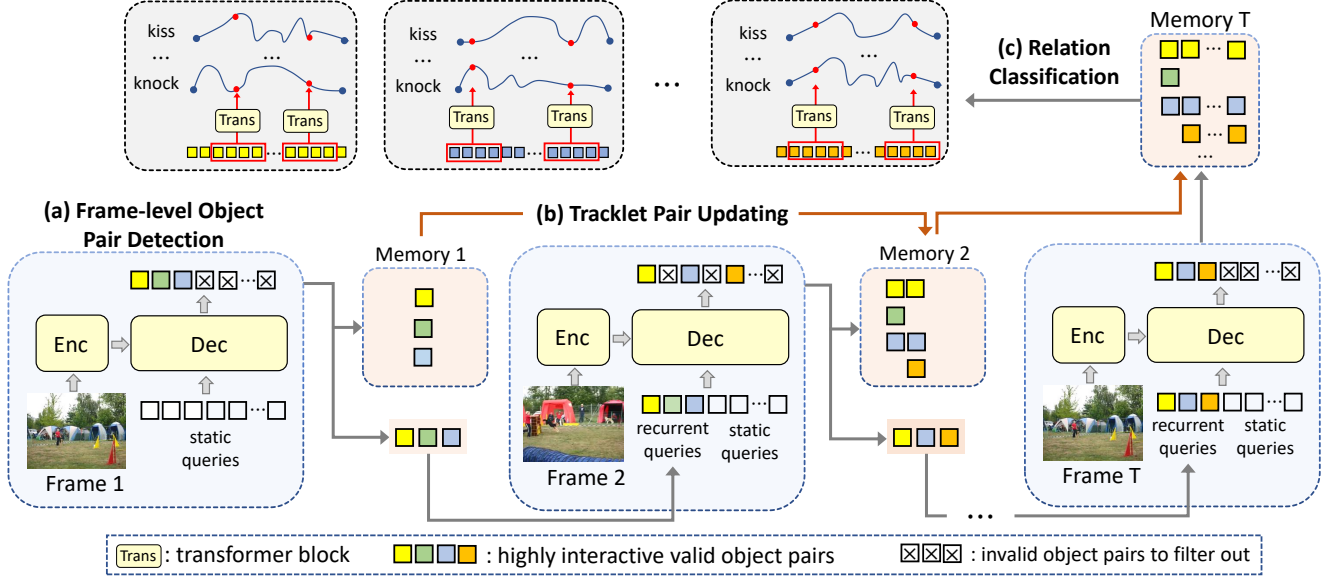 kiss
...
knock
Trans
Trans
...
kiss
...
knock
Trans
Trans
...
...
kiss
...
knock
Trans
Trans
...
(c) Relation
Classification
Memory T
...
...
...
...
(a) Frame-level Object
Pair Detection
...
Enc
Dec
...
static
queries
Frame 1
(b) Tracklet Pair Updating
Memory 1
...
Enc
Dec
...
recurrent
queries
static
queries
Frame 2
Memory 2
...
...
Enc
Dec
...
recurrent
queries
static
queries
Frame T
Trans : transformer block
: highly interactive valid object pairs
: invalid object pairs to filter out